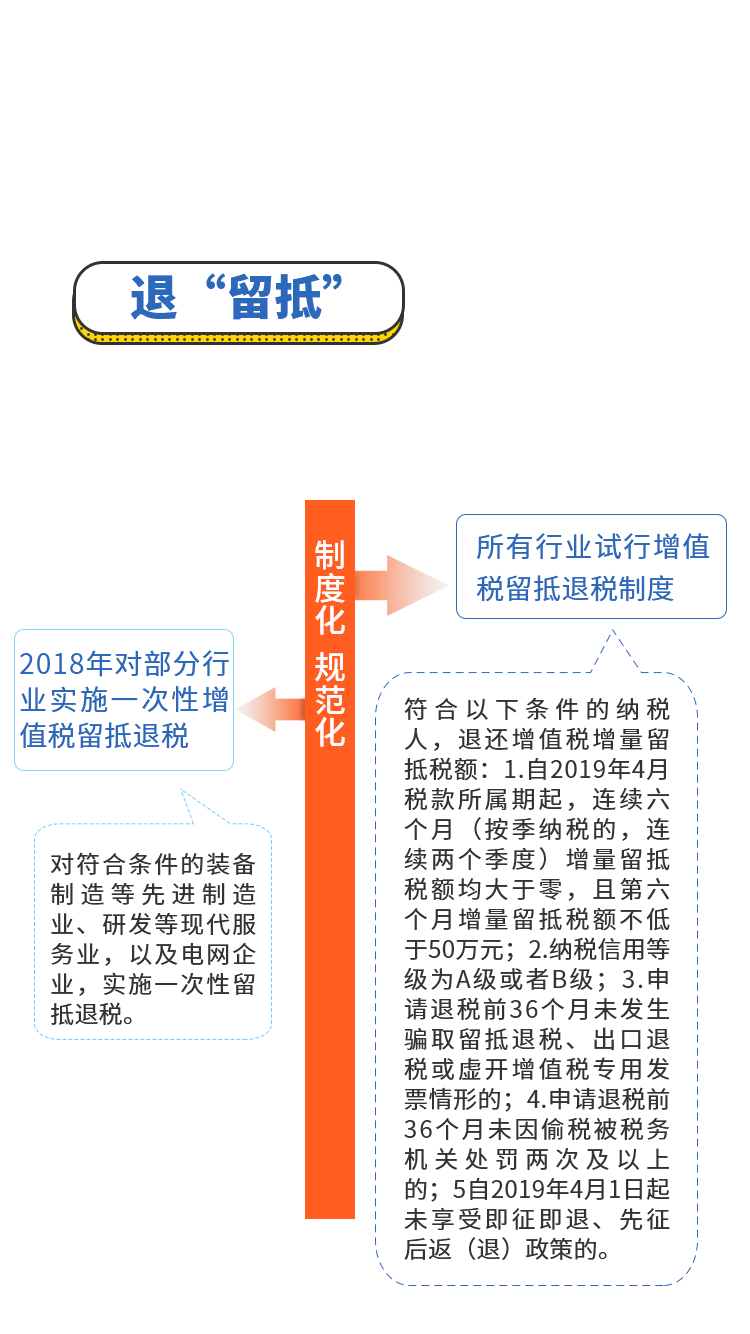 退“留抵”
制度化 规范化
所有行业试行增值
税留抵退税制度
符合以下条件的纳税
人，退还增值税增量留
抵税额：1.自2019年4月
税款所属期起，连续六
个月（按季纳税的，连
续两个季度）增量留抵
税额均大于零，且第六
个月增量留抵税额不低
于50万元；2.纳税信用等
级为A级或者B级；3.申
请退税前36个月未发生
骗取留抵退税、出口退
税或虚开增值税专用发
票情形的；4.申请退税前
36个月未因偷税被税务
机关处罚两次及以上
的；5自2019年4月1日起
未享受即征即退、先征
后返（退）政策的。
2018年对部分行
业实施一次性增
值税留抵退税
对符合条件的装备
制造等先进制造
业、研发等现代服
务业，以及电网企
业，实施一次性留
抵退税。